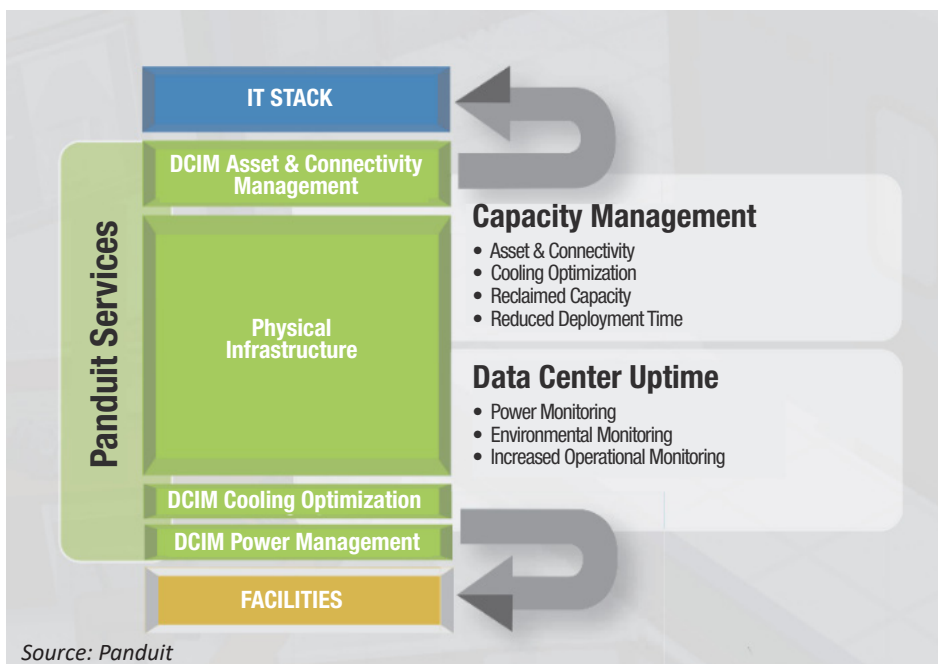 IT STACK
DCIM Asset & Connectivity
Management
Panduit Services
Physical
Infrastructure
DCIM Cooling Optimization
DCIM Power Management
FACILITIES
Capacity Management
• Asset & Connectivity
• Cooling Optimization
• Reclaimed Capacity
• Reduced Deployment Time
Data Center Uptime
• Power Monitoring
• Environmental Monitoring
• Increased Operational Monitoring
Source: Panduit